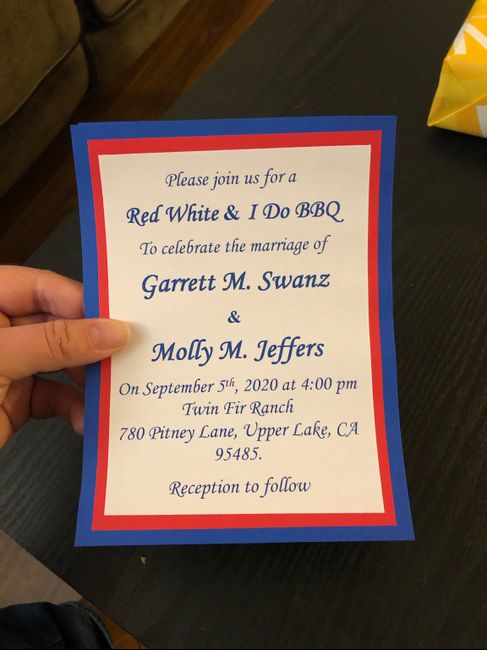 Please join us for a
Red White & I Do BBQ
To celebrate the marriage of
Garrett M. Swanz
&
Molly M. Jeffers
On September 5th, 2020 at 4:00 pm
Twin Fir Ranch
780 Pitney Lane, Upper Lake, CA
95485.
Reception to follow